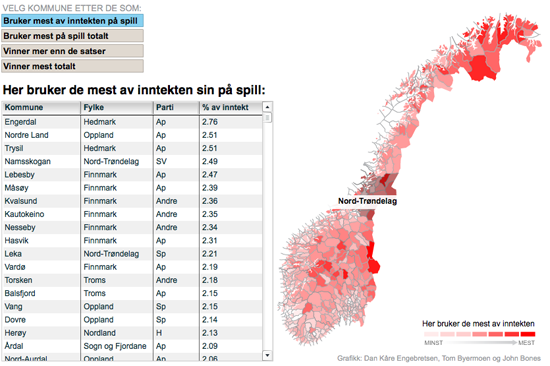 VELG KOMMUNE ETTER DE SOM:
Bruker mest av inntekten på spill
Bruker mest på spill totalt
Vinner mer enn de satser
Vinner mest totalt
Her bruker de mest av inntekten sin på spill:
Kommune Fylke Parti % av inntekt
Engerdal Hedmark Ap 2.76
Nordre Land Oppland Ap 2.51
Trysil Hedmark Ap 2.51
Namsskogan Nord-Trøndelag SV 2.49
Lebesby Finnmark Ap 2.47
Måsøy Finnmark Ap 2.39
Kvalsund Finnmark Andre 2.36
Kautokeino Finnmark Andre 2.35
Nesseby Finnmark Andre 2.34
Hasvik Finnmark Ap 2.31
Leka Nord-Trøndelag Sp 2.21
Vardø Finnmark Ap 2.19
Torsken Troms Andre 2.18
Balsfjord Troms Ap 2.15
Vang Oppland Sp 2.15
Dovre Oppland Sp 2.14
Herøy Nordland H 2.13
Årdal Sogn og Fjordane Ap 2.09
Nord-Aurdal Oppland Ap 2.06
Nord-Trøndelag
Her bruker de mest av inntekten
MINST MEST
Grafikk: Dan Kåre Engebretsen, Tom Byermoen og John Bones